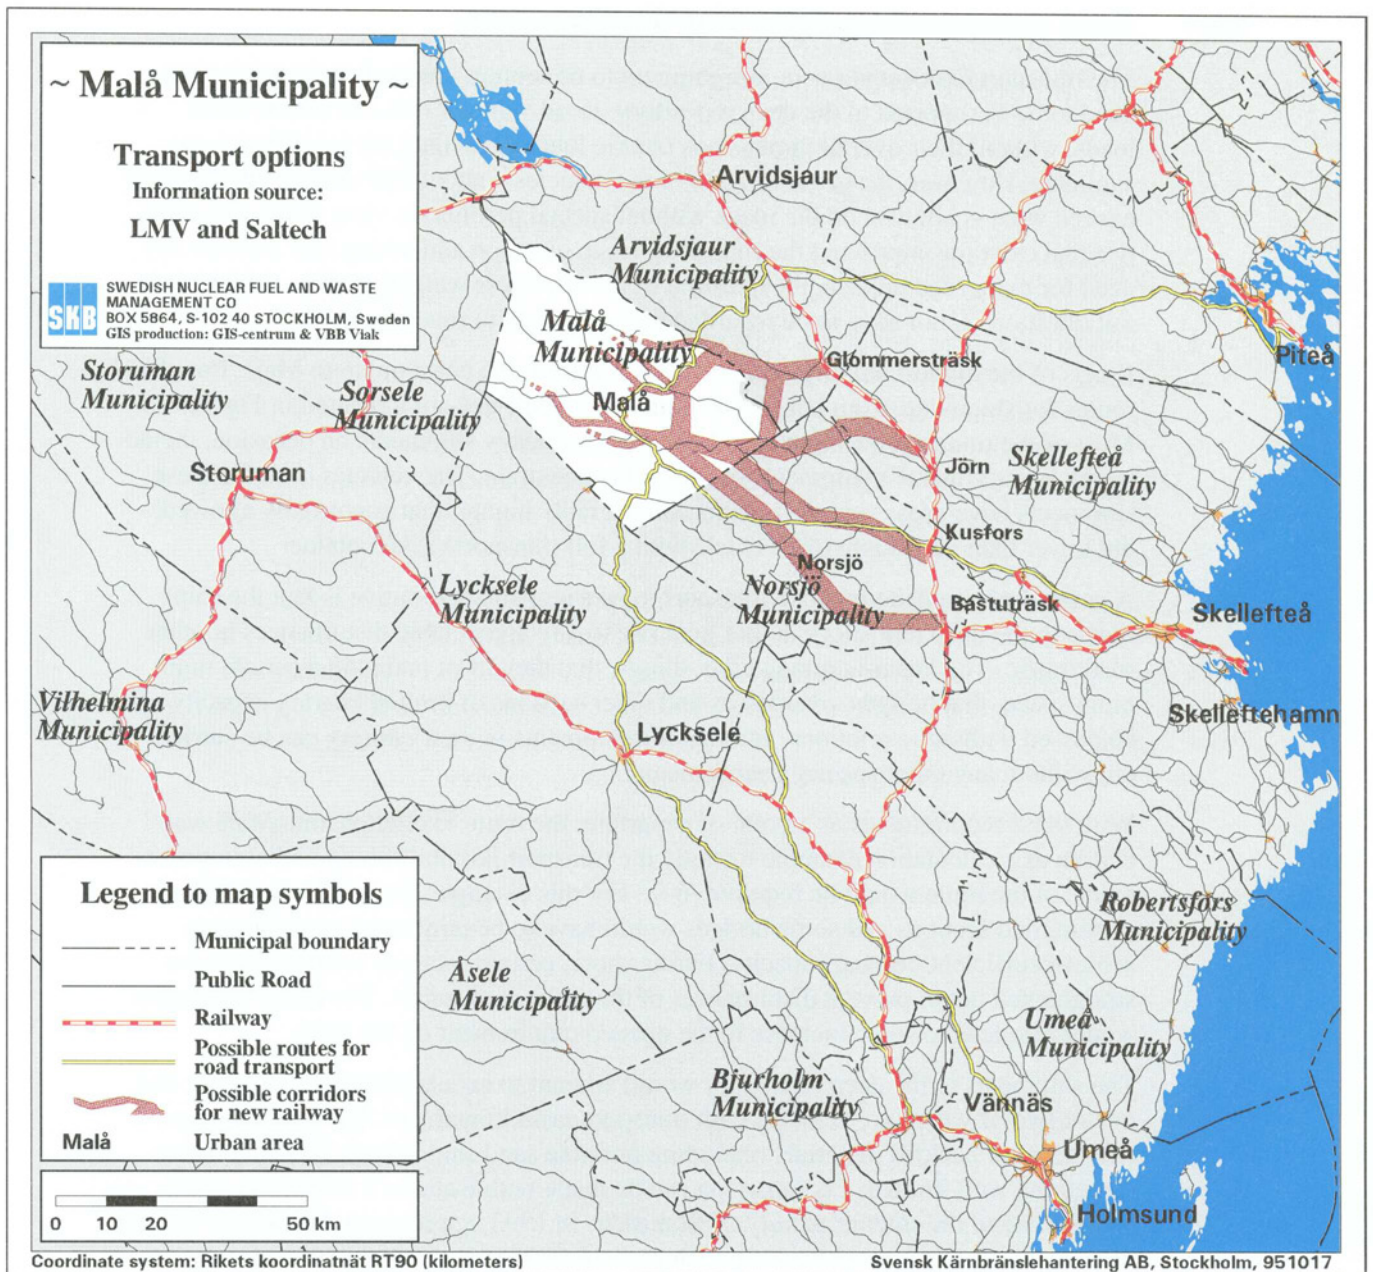 ~ Malå Municipality ~
Transport options
Information source:
LMV and Saltech
SKB
SWEDISH NUCLEAR FUEL AND WASTE
MANAGEMENT CO
BOX 5864, S-102 40 STOCKHOLM, Sweden
GIS production: GIS-centrum & VBB Viak
Arvidsjaur
Arvidsjaur
Municipality
Malå
Municipality
Glommersträsk
Piteå
Storuman
Municipality
Sorsele
Municipality
Malå
Storuman
Jörn
Skellefteå
Municipality
Kusfors
Norsjö
Norsjö
Municipality
Lycksele
Municipality
Bastuträsk
Skellefteå
Vilhelmina
Municipality
Skelleftehamn
Lycksele
Legend to map symbols
Municipal boundary
Public Road
Railway
Possible routes for
road transport
Possible corridors
for new railway
Malå Urban area
0 10 20 50 km
Robertsfors
Municipality
Åsele
Municipality
Umeå
Municipality
Bjurholm
Municipality
Vännäs
Umeå
Holmsund
Coordinate system: Rikets koordinatnät RT90 (kilometers)
Svensk Kärnbränslehantering AB, Stockholm, 951017